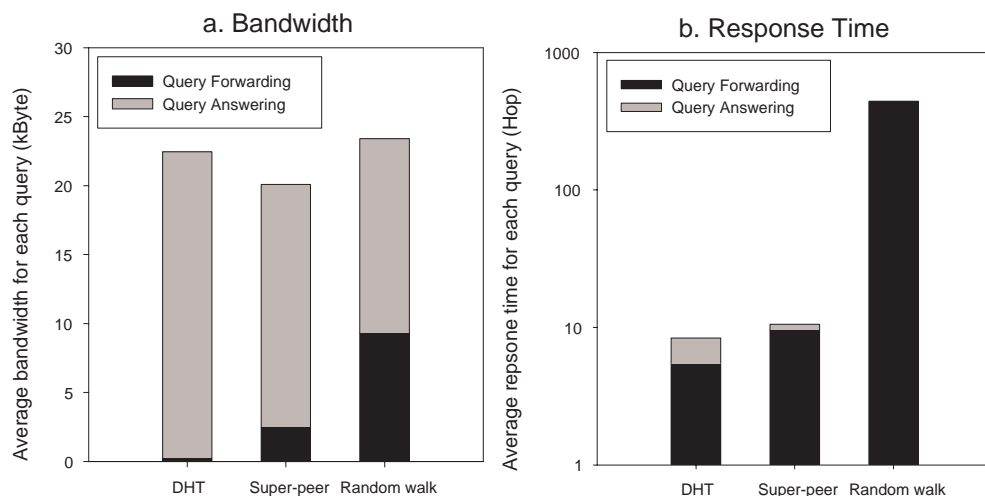 a. Bandwidth
Average bandwidth for each query (kByte)
30
25
20
15
10
5
0
Query Forwarding
Query Answering
DHT Super-peer Random walk
b. Response Time
Average repsonse time for each query (Hop)
1000
100
10
1
Query Forwarding
Query Answering
DHT Super-peer Random walk